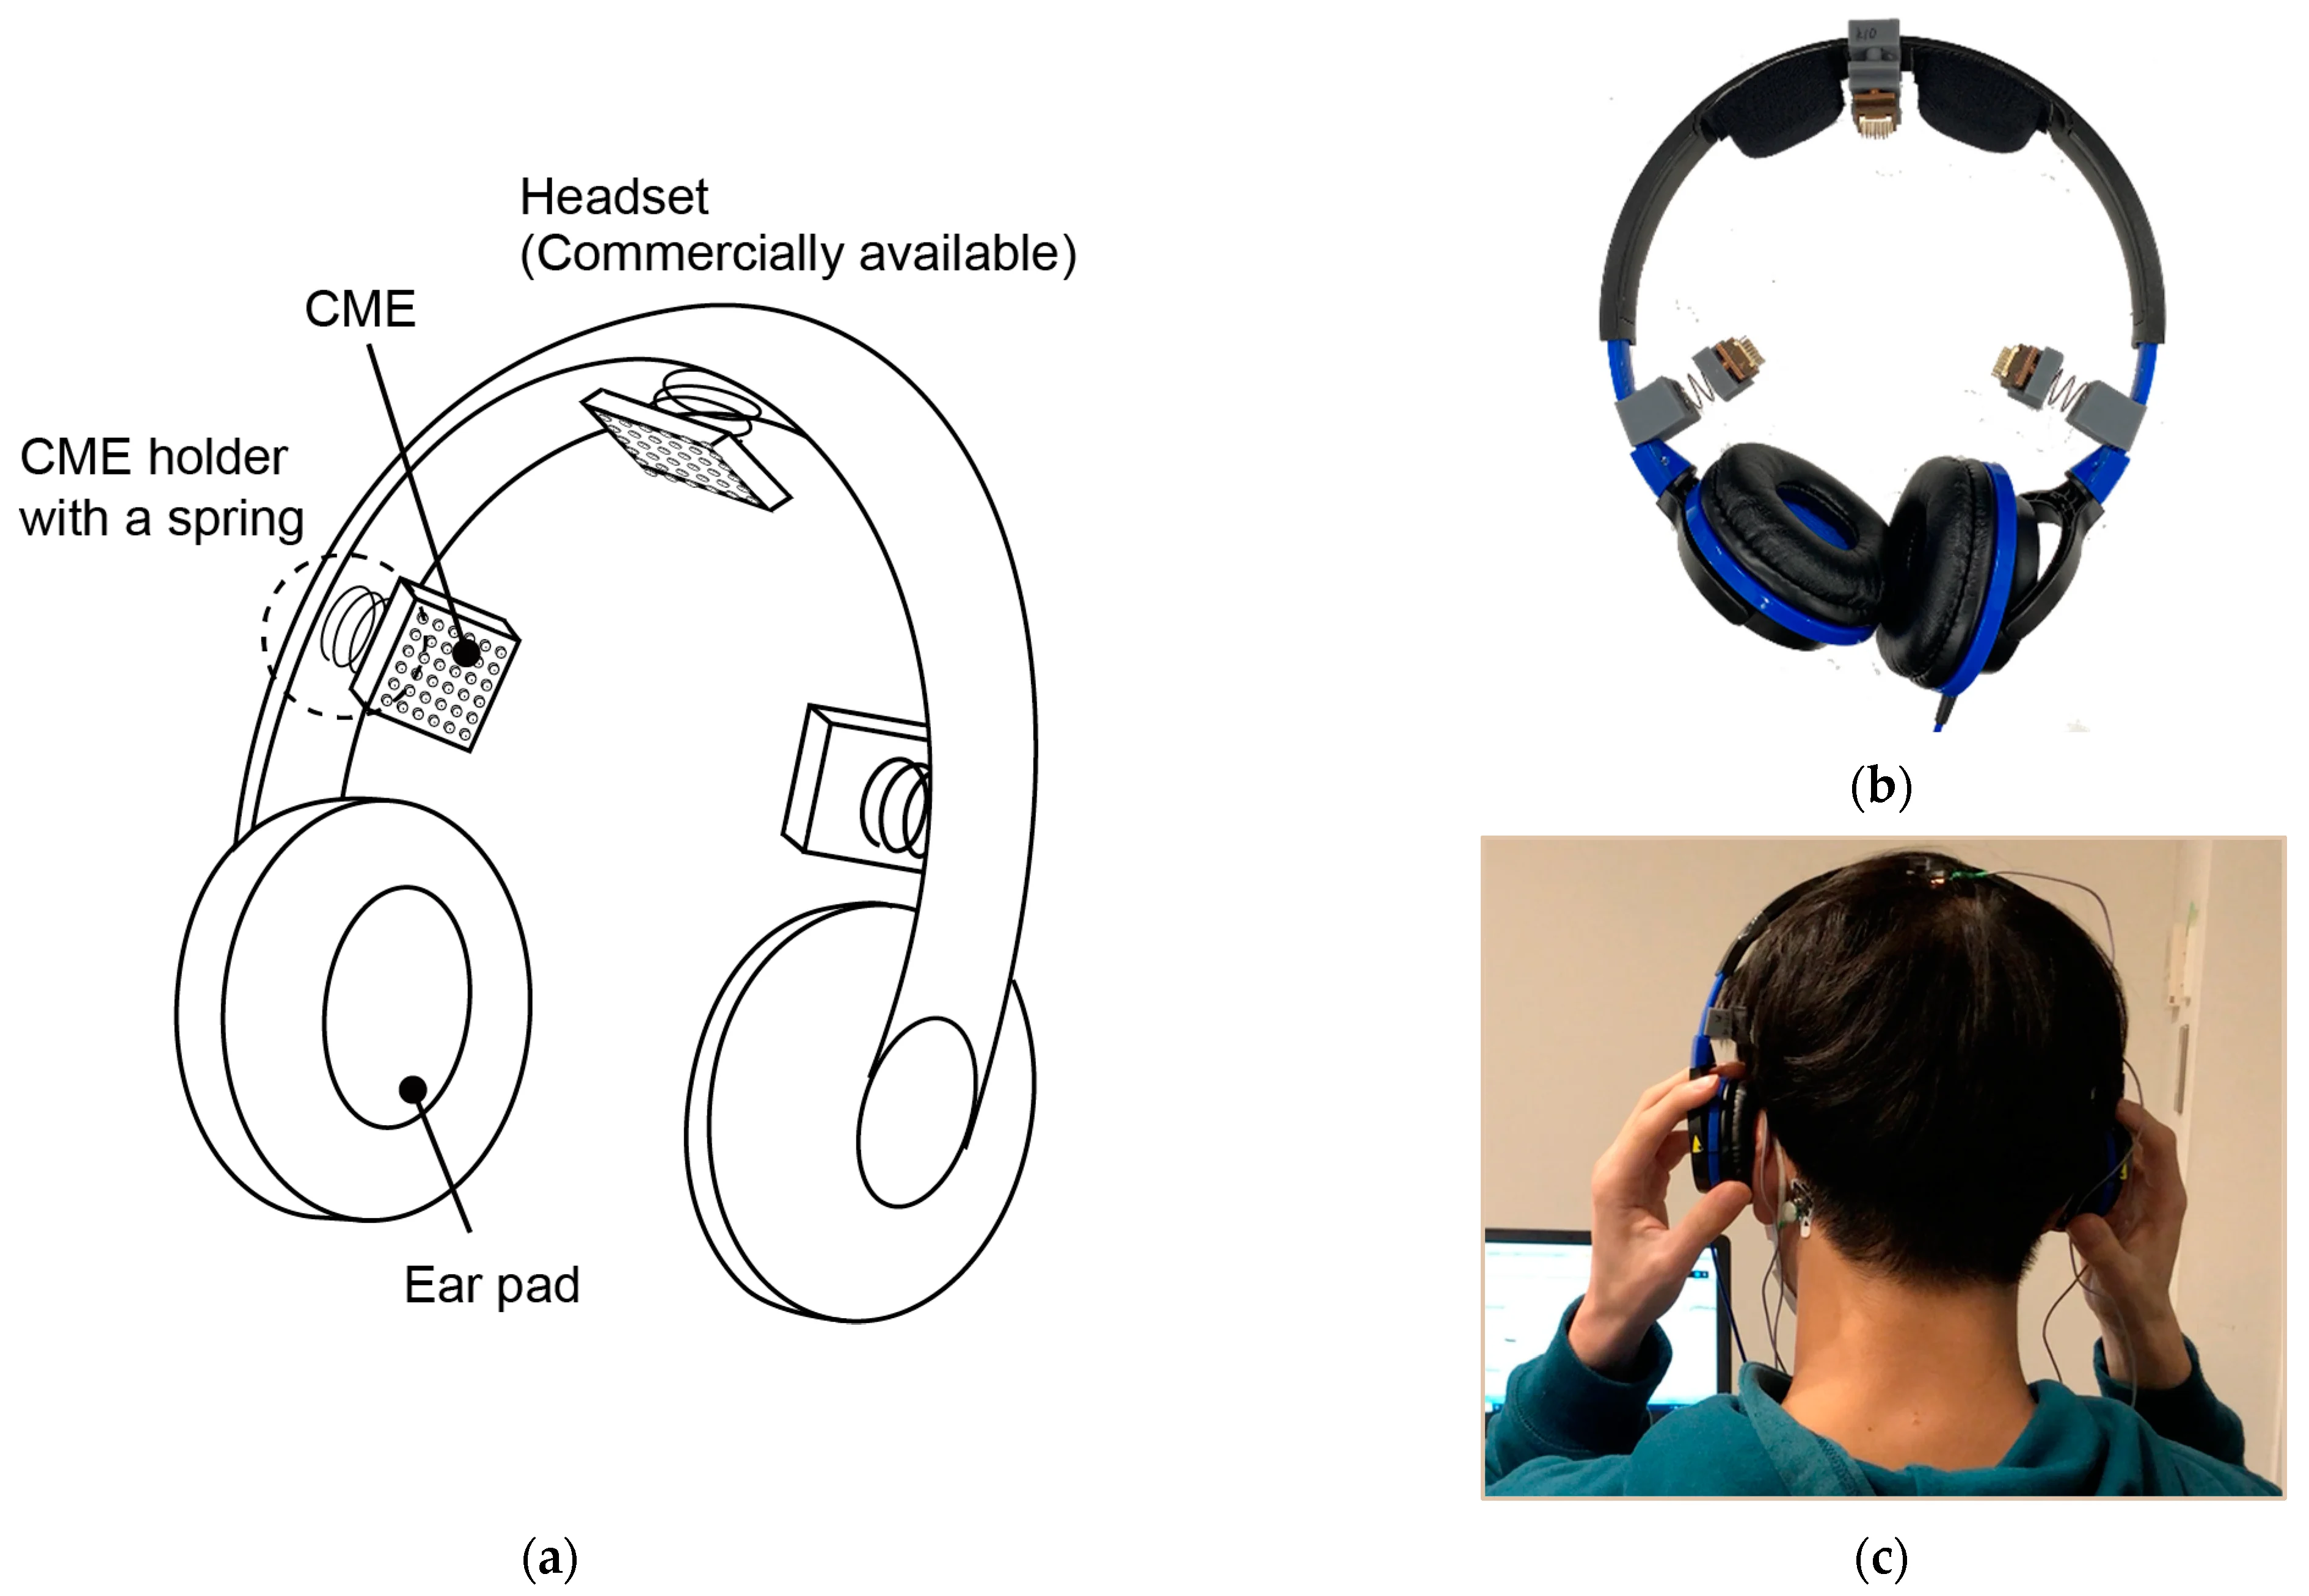 Headset
(Commercially available)
CME
CME holder
with a spring
Ear pad
(a)
(b)
(c)